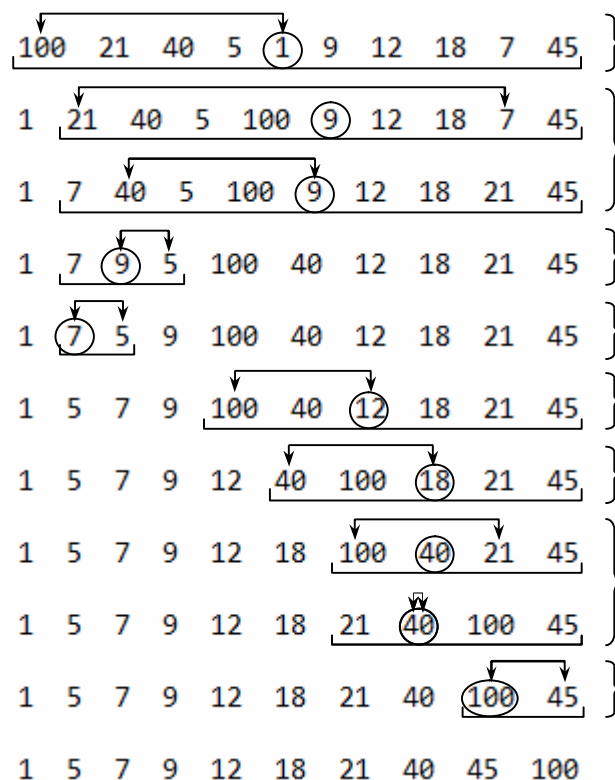 100 21 40 5 1 9 12 18 7 45
1 21 40 5 100 9 12 18 7 45
1 7 40 5 100 9 12 18 21 45
1 7 9 5 100 40 12 18 21 45
1 7 5 9 100 40 12 18 21 45
1 5 7 9 100 40 12 18 21 45
1 5 7 9 12 40 100 18 21 45
1 5 7 9 12 18 100 40 21 45
1 5 7 9 12 18 21 40 100 45
1 5 7 9 12 18 21 40 100 45
1 5 7 9 12 18 21 40 45 100